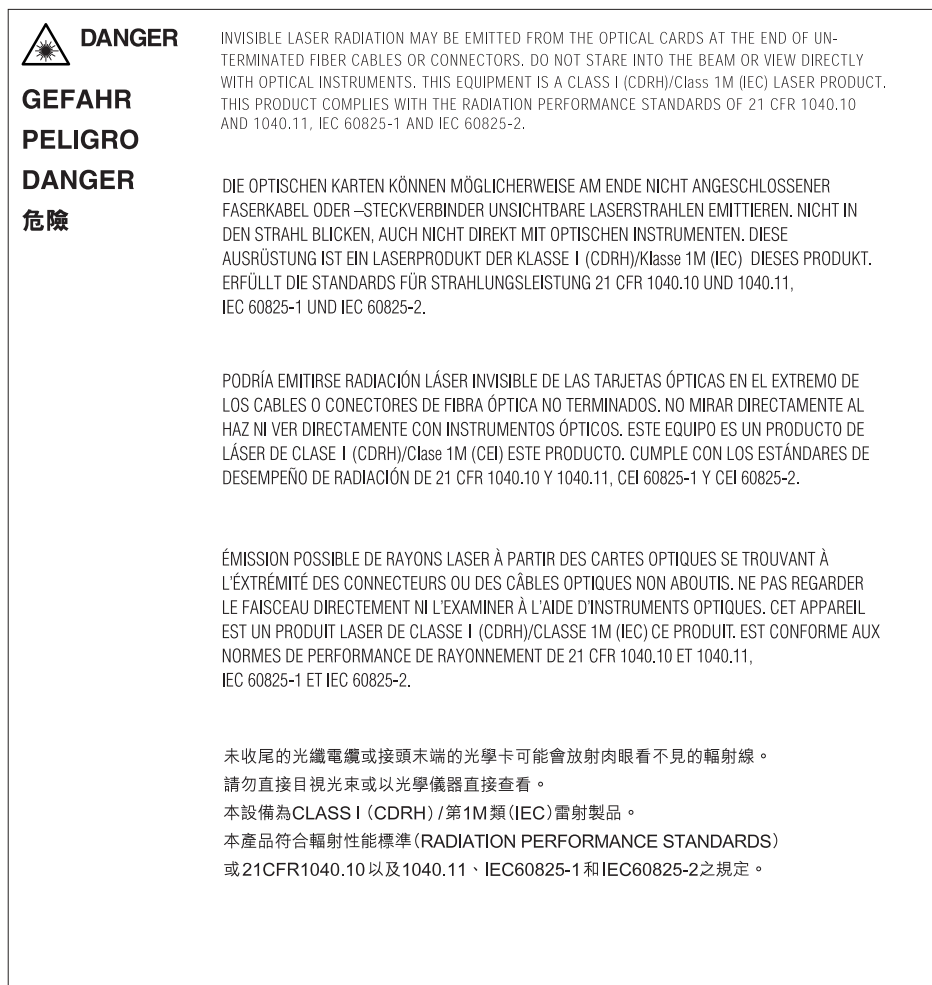 DANGER
GEFAHR
PELIGRO
DANGER
危險
INVISIBLE LASER RADIATION MAY BE EMITTED FROM THE OPTICAL CARDS AT THE END OF UN-
TERMINATED FIBER CABLES OR CONNECTORS. DO NOT STARE INTO THE BEAM OR VIEW DIRECTLY
WITH OPTICAL INSTRUMENTS. THIS EQUIPMENT IS A CLASS I (CDRH)/Class 1M (IEC) LASER PRODUCT.
THIS PRODUCT COMPLIES WITH THE RADIATION PERFORMANCE STANDARDS OF 21 CFR 1040.10
AND 1040.11, IEC 60825-1 AND IEC 60825-2.
DIE OPTISCHEN KARTEN KÖNNEN MÖGLICHERWEISE AM ENDE NICHT ANGESCHLOSSENER
FASERKABEL ODER –STECKVERBINDER UNSICHTBARE LASERSTRAHLEN EMITTIEREN. NICHT IN
DEN STRAHL BLICKEN, AUCH NICHT DIREKT MIT OPTISCHEN INSTRUMENTEN. DIESE
AUSRÜSTUNG IST EIN LASERPRODUKT DER KLASSE I (CDRH)/Klasse 1M (IEC) DIESES PRODUKT.
ERFÜLLT DIE STANDARDS FÜR STRAHLUNGSLEISTUNG 21 CFR 1040.10 UND 1040.11,
IEC 60825-1 UND IEC 60825-2.
PODRÍA EMITIRSE RADIACIÓN LÁSER INVISIBLE DE LAS TARJETAS ÓPTICAS EN EL EXTREMO DE
LOS CABLES O CONECTORES DE FIBRA ÓPTICA NO TERMINADOS. NO MIRAR DIRECTAMENTE AL
HAZ NI VER DIRECTAMENTE CON INSTRUMENTOS ÓPTICOS. ESTE EQUIPO ES UN PRODUCTO DE
LÁSER DE CLASE I (CDRH)/Clase 1M (CEI) ESTE PRODUCTO. CUMPLE CON LOS ESTÁNDARES DE
DESEMPEÑO DE RADIACIÓN DE 21 CFR 1040.10 Y 1040.11, CEI 60825-1 Y CEI 60825-2.
ÉMISSION POSSIBLE DE RAYONS LASER À PARTIR DES CARTES OPTIQUES SE TROUVANT À
L'ÉXTRÉMITÉ DES CONNECTEURS OU DES CÂBLES OPTIQUES NON ABOUTIS. NE PAS REGARDER
LE FAISCEAU DIRECTEMENT NI L'EXAMINER À L'AIDE D'INSTRUMENTS OPTIQUES. CET APPAREIL
EST UN PRODUIT LASER DE CLASSE I (CDRH)/CLASSE 1M (IEC) CE PRODUIT. EST CONFORME AUX
NORMES DE PERFORMANCE DE RAYONNEMENT DE 21 CFR 1040.10 ET 1040.11,
IEC 60825-1 ET IEC 60825-2.
未收尾的光纖電纜或接頭末端的光學卡可能會放射肉眼看不見的輻射線。
請勿直接目視光束或以光學儀器直接查看。
本設備為CLASS I (CDRH) /第1M類(IEC)雷射製品。
本產品符合輻射性能標準(RADIATION PERFORMANCE STANDARDS)
或21CFR1040.10以及1040.11、IEC60825-1和IEC60825-2之規定。